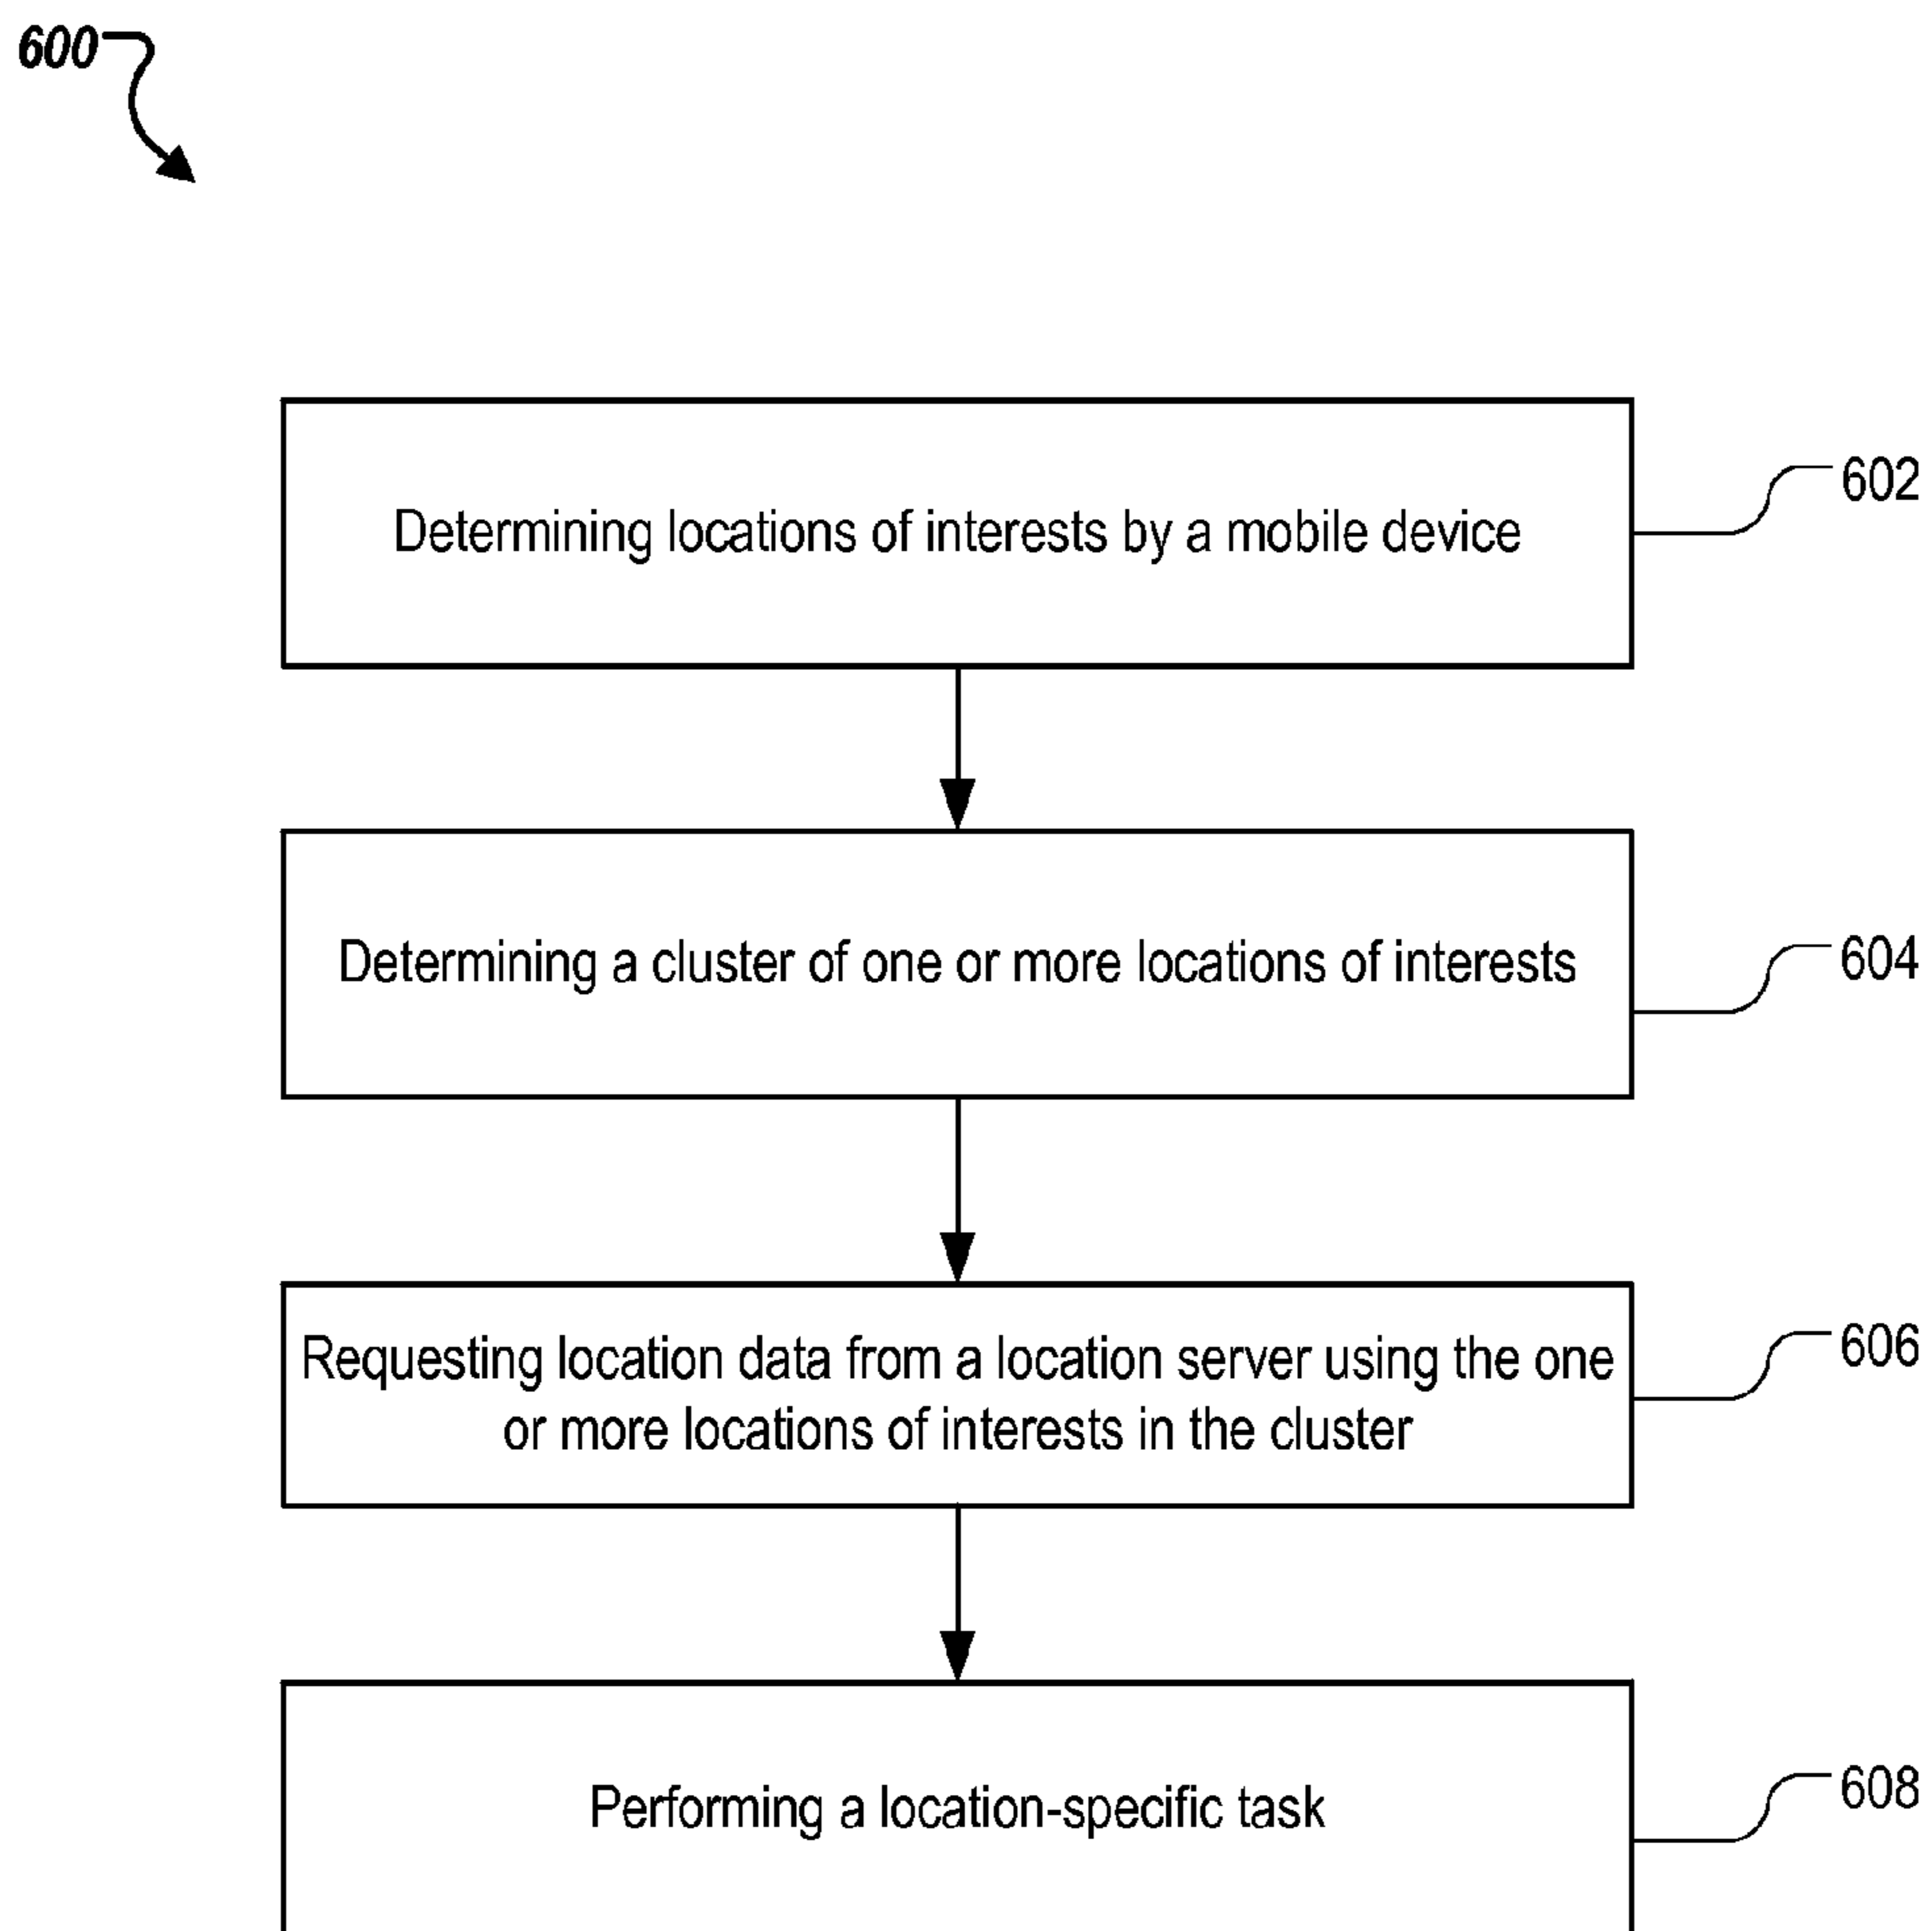 600
Determining locations of interests by a mobile device
602
Determining a cluster of one or more locations of interests
604
Requesting location data from a location server using the one
or more locations of interests in the cluster
606
Performing a location-specific task
608